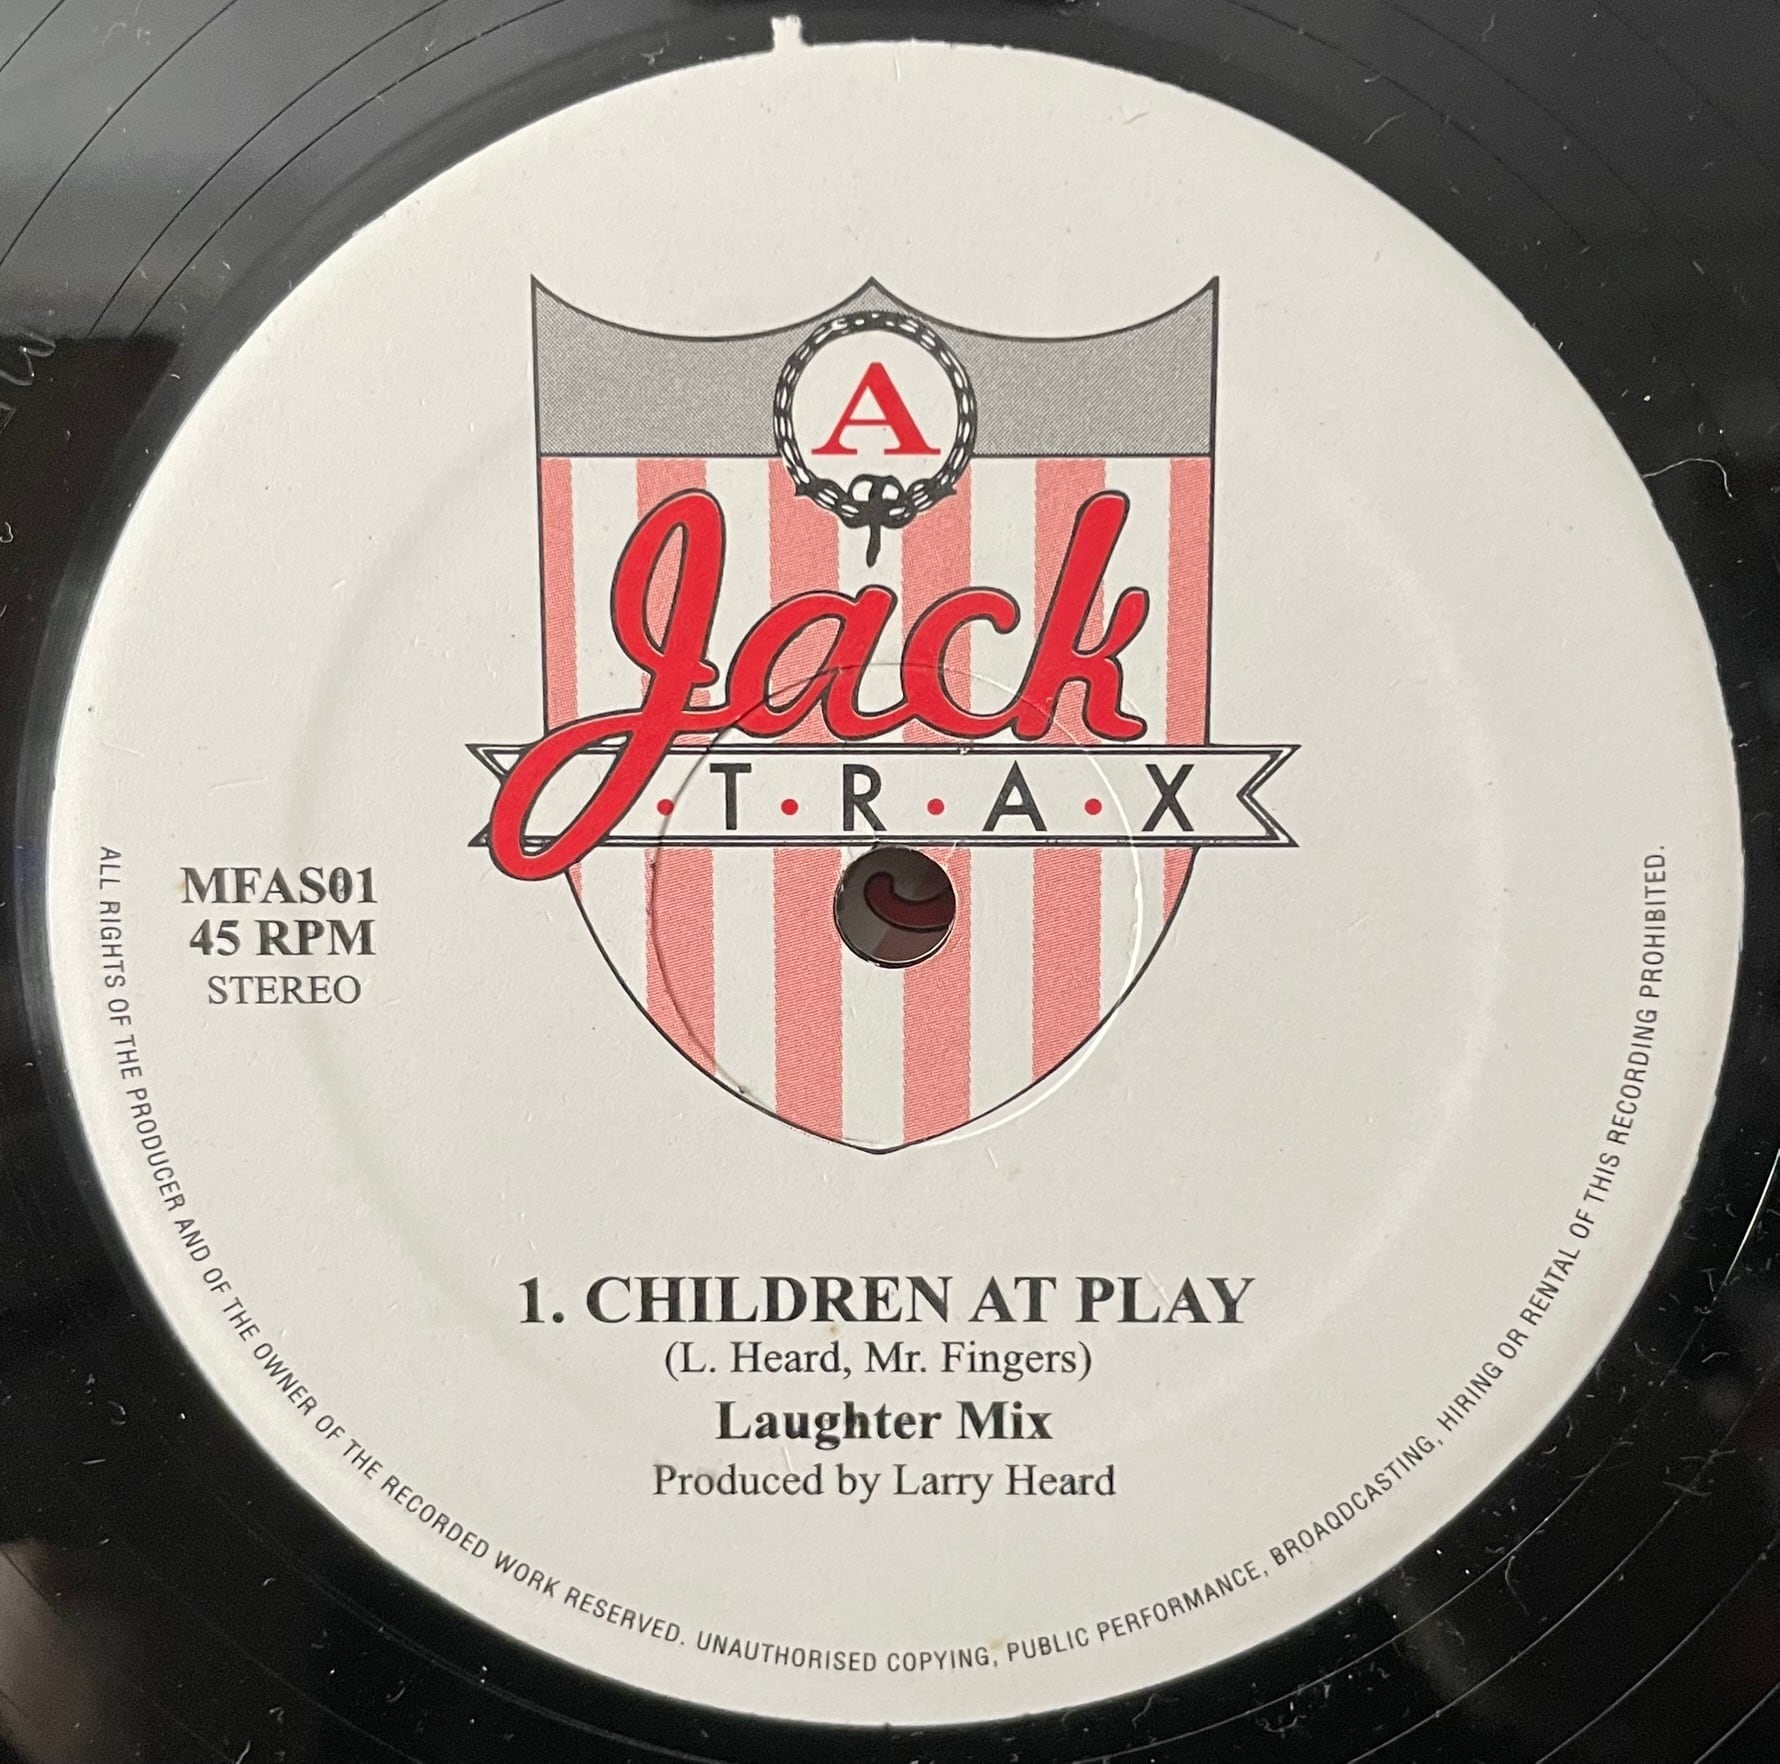 A
Jack
T·R·A·X
MFAS01
45 RPM
STEREO
1. CHILDREN AT PLAY
(L. Heard, Mr. Fingers)
Laughter Mix
Produced by Larry Heard
ALL RIGHTS OF THE PRODUCER AND OF THE OWNER OF THE RECORDED WORK RESERVED. UNAUTHORISED COPYING, PUBLIC PERFORMANCE, BROAQDCASTING, HIRING OR RENTAL OF THIS RECORDING PROHIBITED.